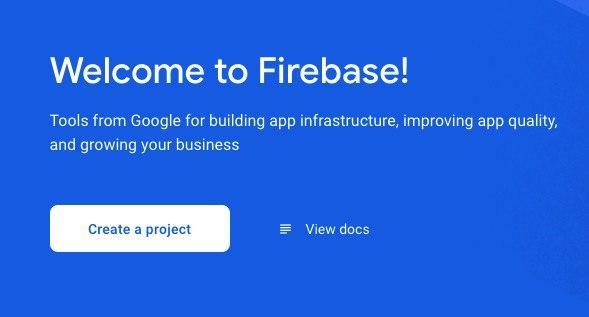 Welcome to Firebase!
Tools from Google for building app infrastructure, improving app quality,
and growing your business
Create a project
View docs